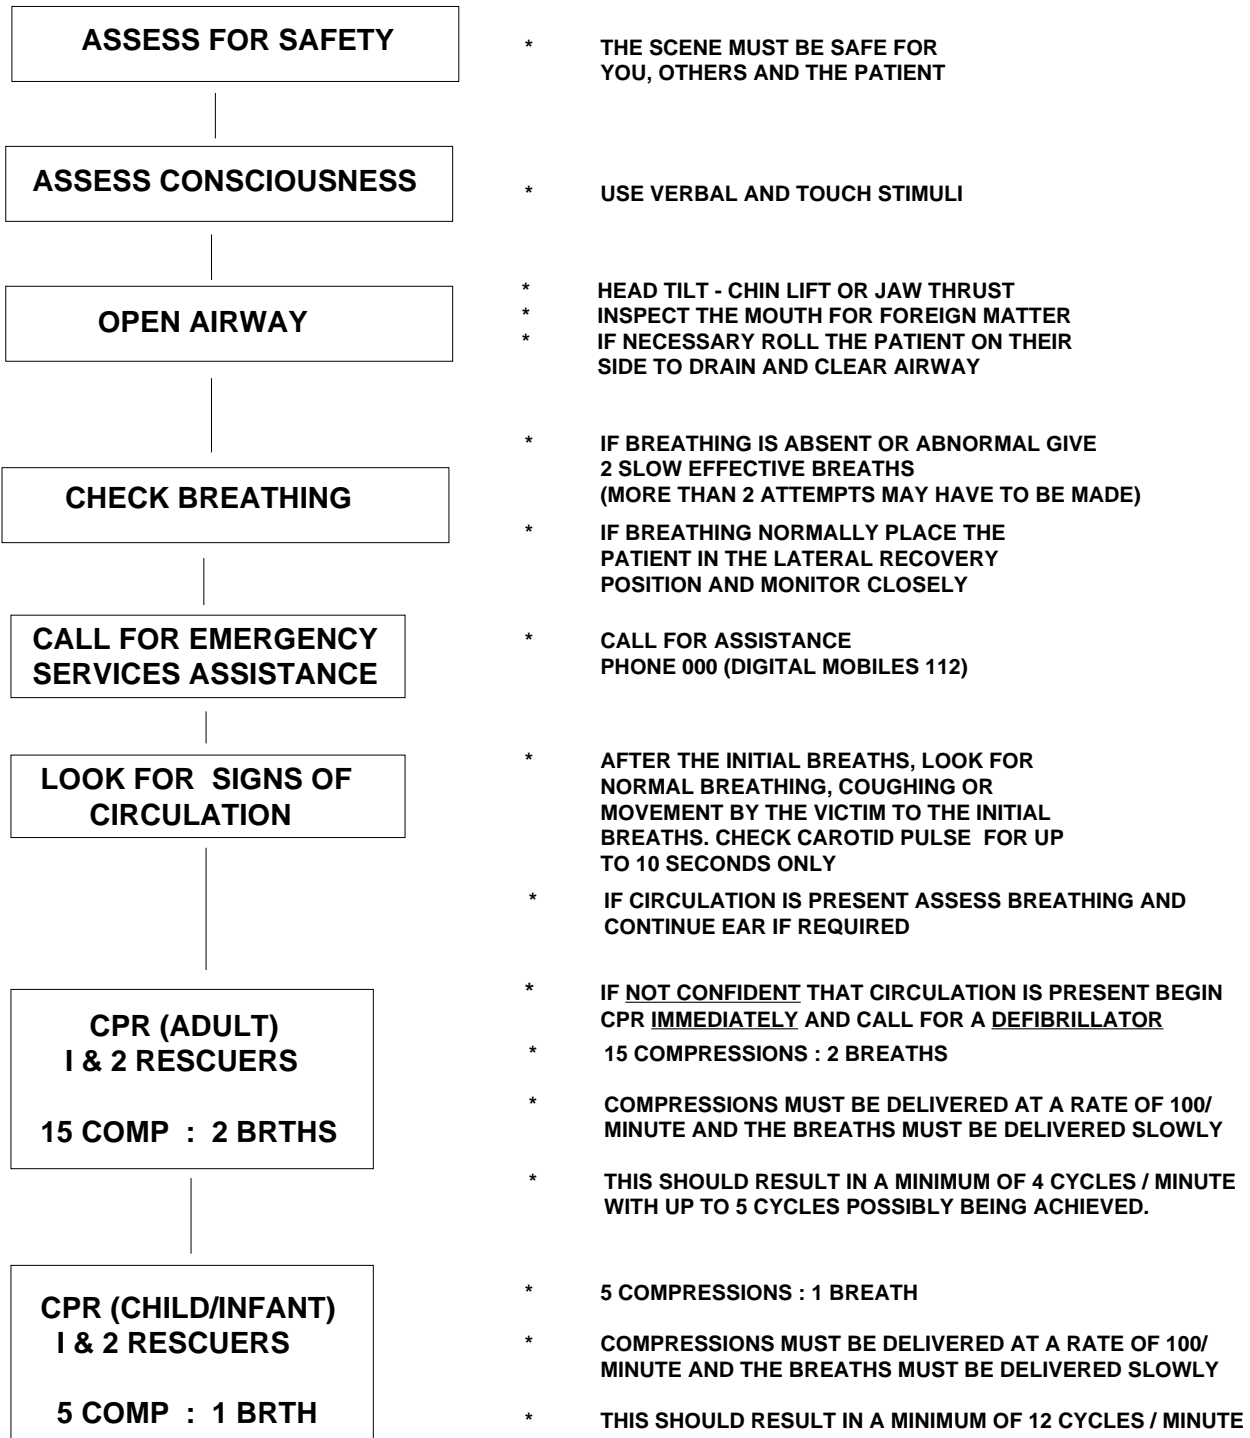 ASSESS FOR SAFETY
* THE SCENE MUST BE SAFE FOR
YOU, OTHERS AND THE PATIENT
ASSESS CONSCIOUSNESS
* USE VERBAL AND TOUCH STIMULI
OPEN AIRWAY
* HEAD TILT - CHIN LIFT OR JAW THRUST
* INSPECT THE MOUTH FOR FOREIGN MATTER
* IF NECESSARY ROLL THE PATIENT ON THEIR
SIDE TO DRAIN AND CLEAR AIRWAY
CHECK BREATHING
* IF BREATHING IS ABSENT OR ABNORMAL GIVE
2 SLOW EFFECTIVE BREATHS
(MORE THAN 2 ATTEMPTS MAY HAVE TO BE MADE)
* IF BREATHING NORMALLY PLACE THE
PATIENT IN THE LATERAL RECOVERY
POSITION AND MONITOR CLOSELY
CALL FOR EMERGENCY
SERVICES ASSISTANCE
* CALL FOR ASSISTANCE
PHONE 000 (DIGITAL MOBILES 112)
LOOK FOR SIGNS OF
CIRCULATION
* AFTER THE INITIAL BREATHS, LOOK FOR
NORMAL BREATHING, COUGHING OR
MOVEMENT BY THE VICTIM TO THE INITIAL
BREATHS. CHECK CAROTID PULSE FOR UP
TO 10 SECONDS ONLY
* IF CIRCULATION IS PRESENT ASSESS BREATHING AND
CONTINUE EAR IF REQUIRED
CPR (ADULT)
I & 2 RESCUERS
15 COMP : 2 BRTHS
* IF NOT CONFIDENT THAT CIRCULATION IS PRESENT BEGIN
CPR IMMEDIATELY AND CALL FOR A DEFIBRILLATOR
* 15 COMPRESSIONS : 2 BREATHS
* COMPRESSIONS MUST BE DELIVERED AT A RATE OF 100/
MINUTE AND THE BREATHS MUST BE DELIVERED SLOWLY
* THIS SHOULD RESULT IN A MINIMUM OF 4 CYCLES / MINUTE
WITH UP TO 5 CYCLES POSSIBLY BEING ACHIEVED.
CPR (CHILD/INFANT)
I & 2 RESCUERS
5 COMP : 1 BRTH
* 5 COMPRESSIONS : 1 BREATH
* COMPRESSIONS MUST BE DELIVERED AT A RATE OF 100/
MINUTE AND THE BREATHS MUST BE DELIVERED SLOWLY
* THIS SHOULD RESULT IN A MINIMUM OF 12 CYCLES / MINUTE